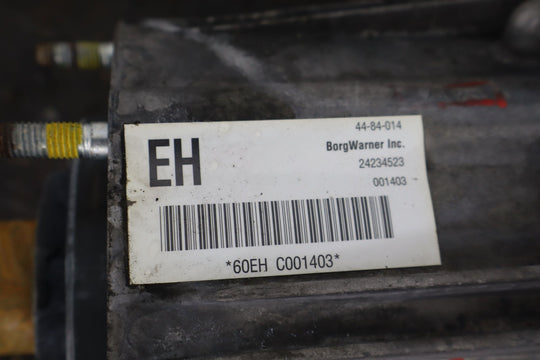 44-84-014
EH
BorgWarner Inc.
24234523
001403
*60EH C001403*